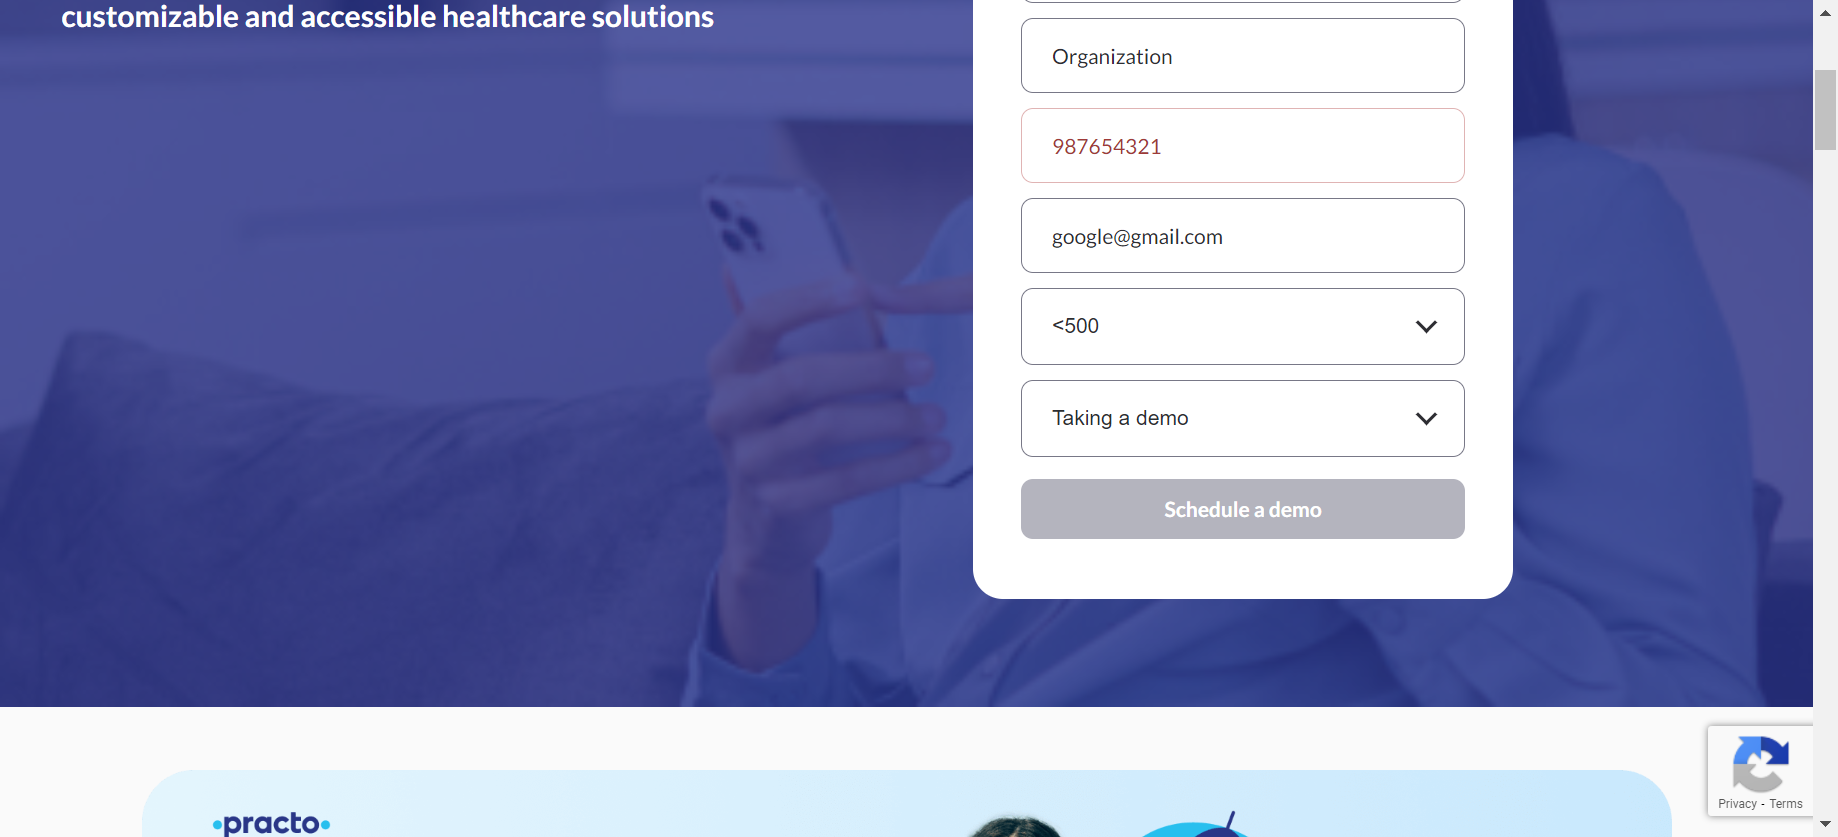 customizable and accessible healthcare solutions
Organization
987654321
google@gmail.com
<500
Taking a demo
Schedule a demo
Privacy - Terms
practo